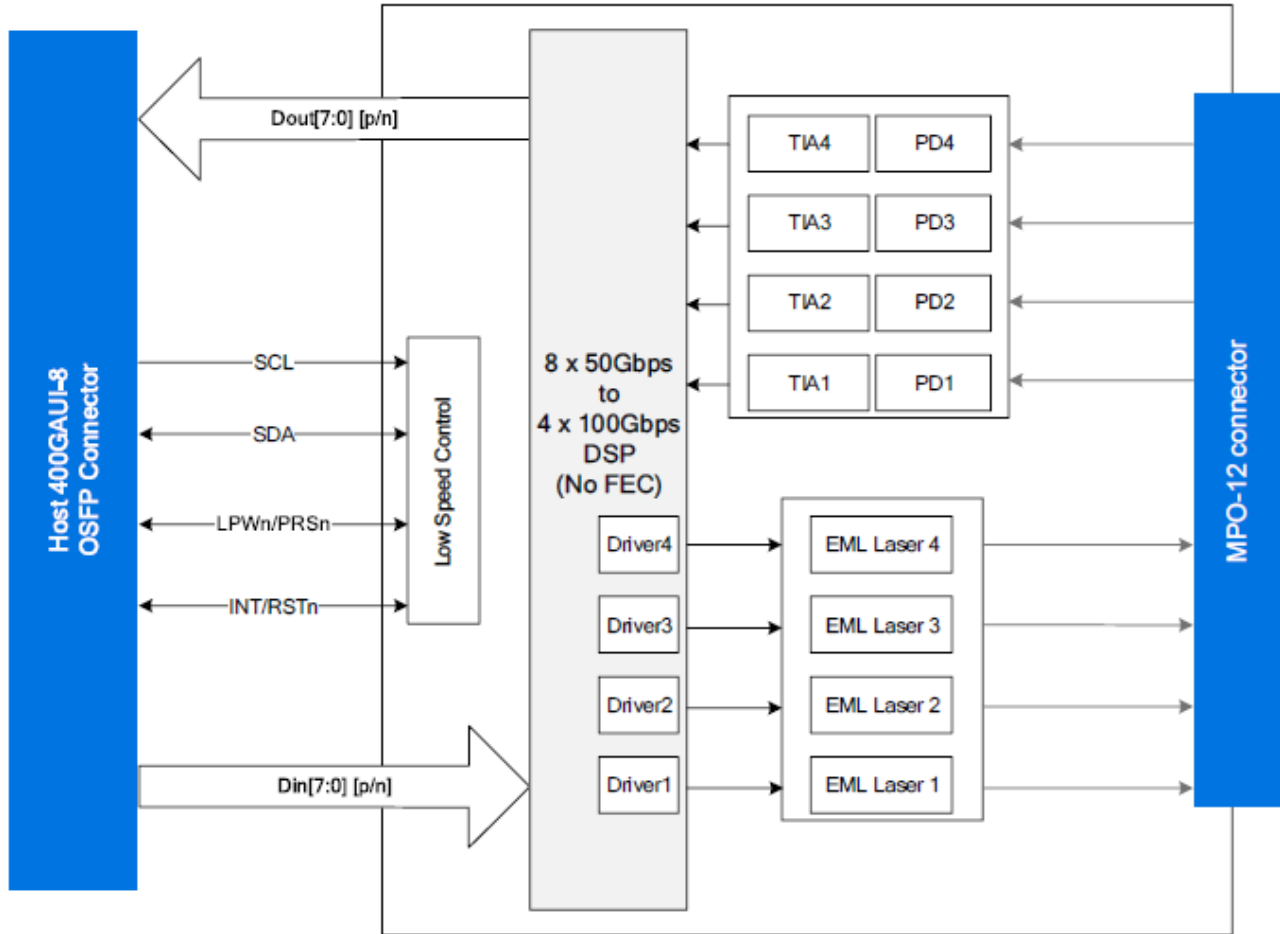 Host 400GAUI-8
OSFP Connector
Dout[7:0] [p/n]
SCL
SDA
LPWn/PRSn
INT/RSTn
Din[7:0] [p/n]
Low Speed Control
8 x 50Gbps
to
4 x 100Gbps
DSP
(No FEC)
Driver4
Driver3
Driver2
Driver1
TIA4 PD4
TIA3 PD3
TIA2 PD2
TIA1 PD1
EML Laser 4
EML Laser 3
EML Laser 2
EML Laser 1
MPO-12 connector